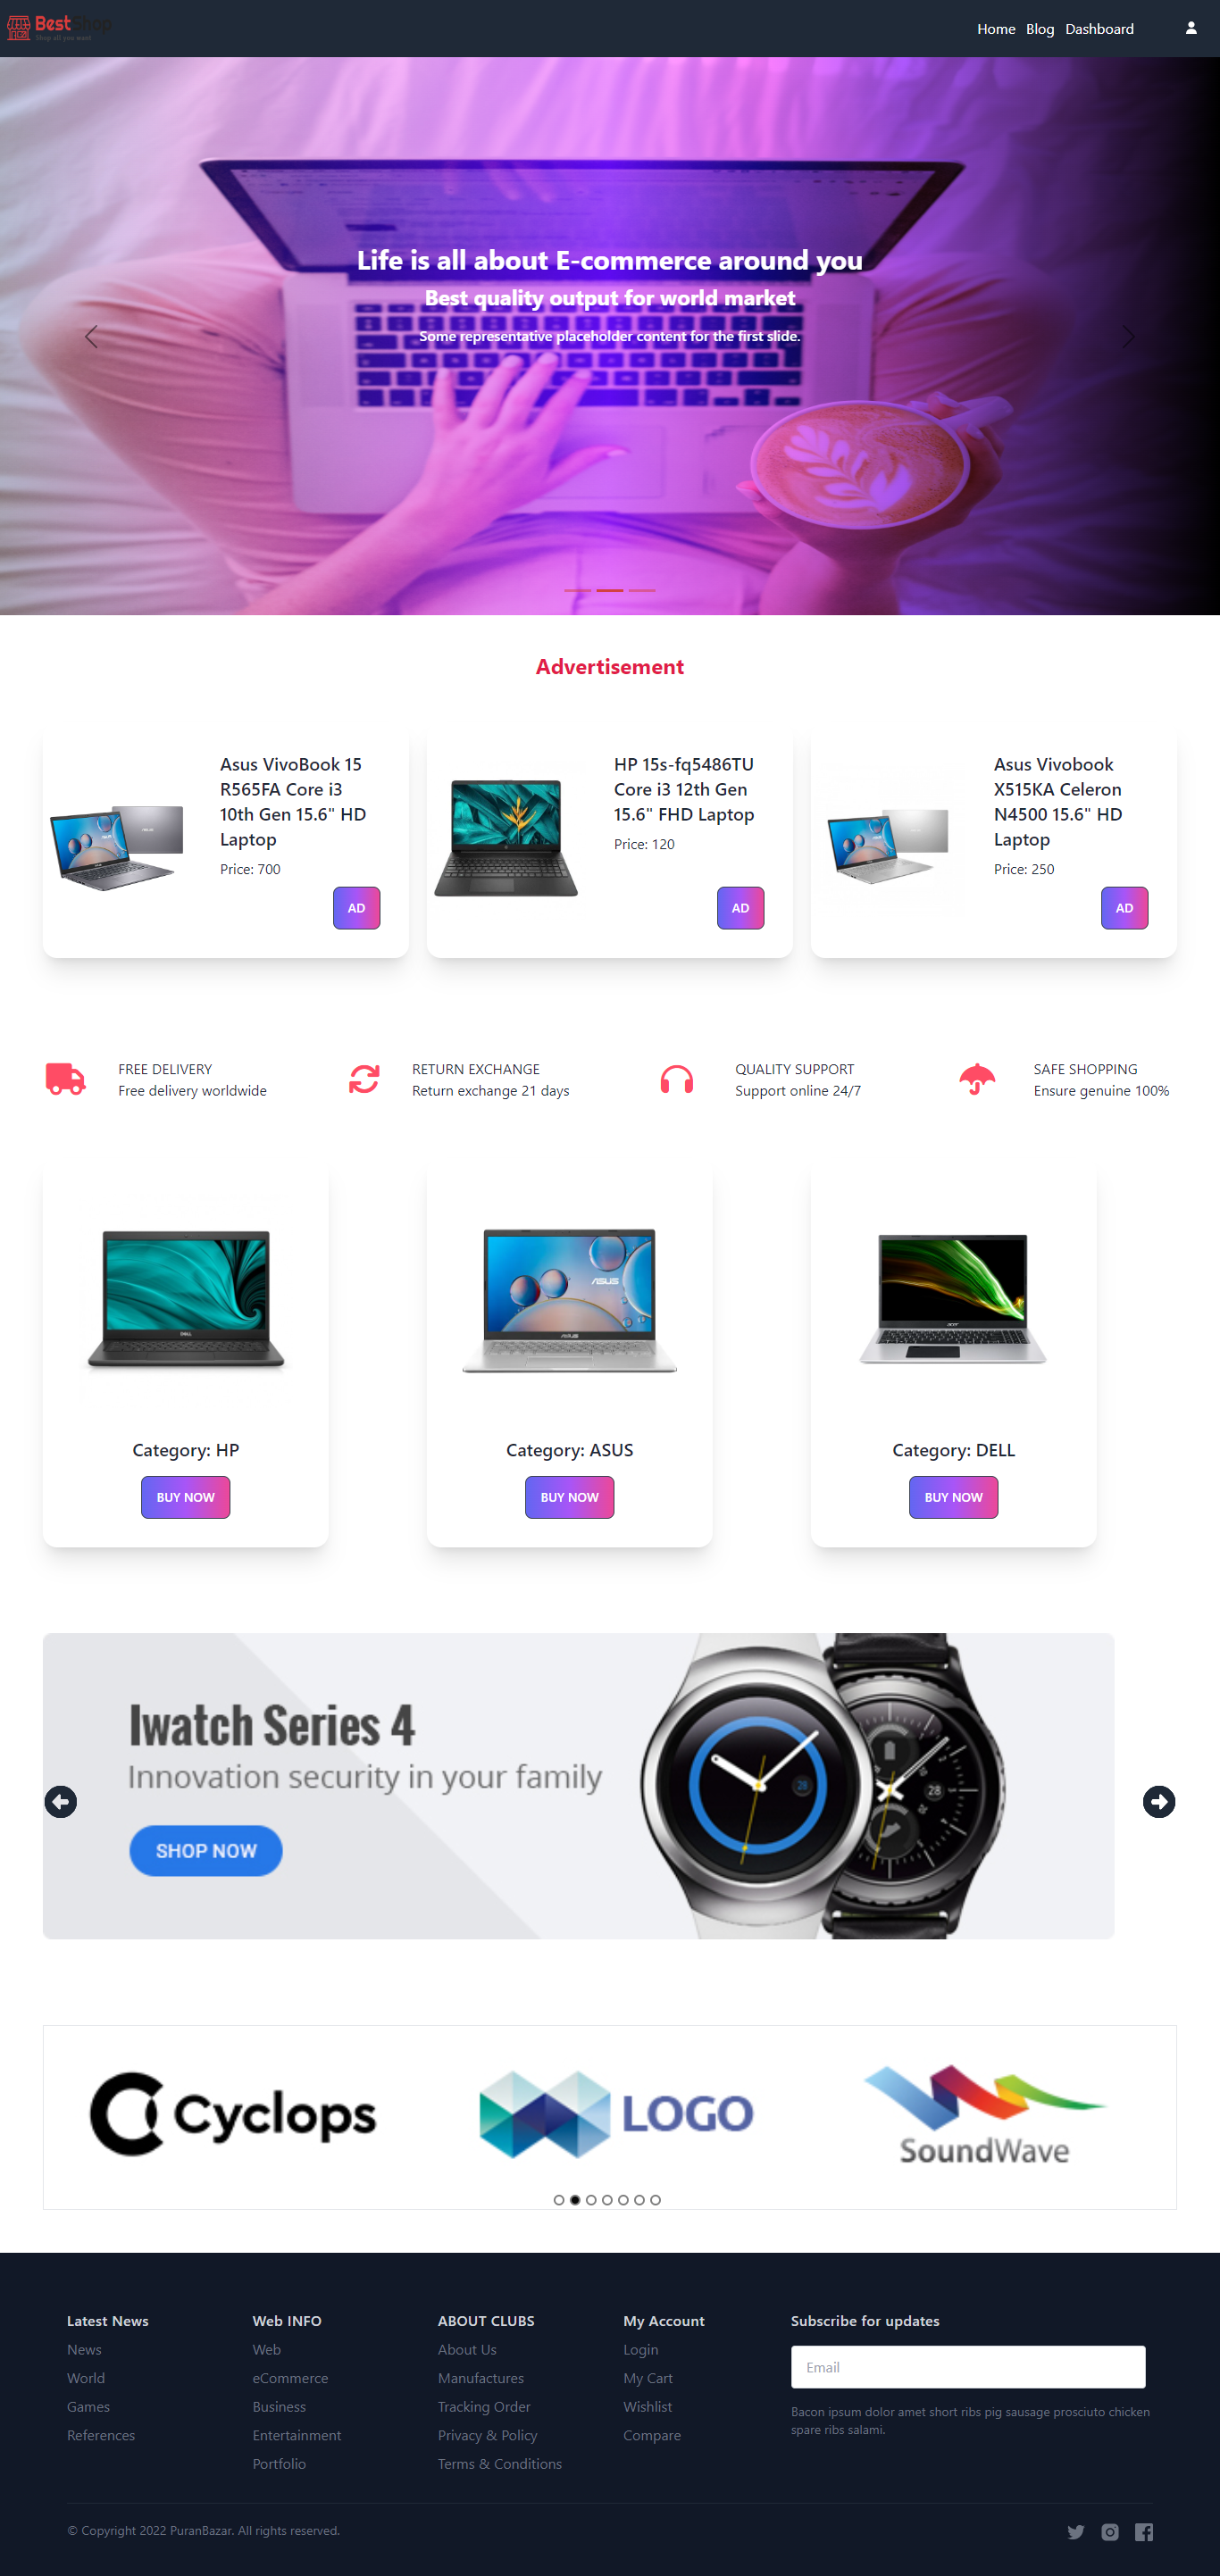 BestShop
Shop all you want
Home Blog Dashboard
Life is all about E-commerce around you
Best quality output for world market
Some representative placeholder content for the first slide.
Advertisement
Asus VivoBook 15
R565FA Core i3
10th Gen 15.6" HD
Laptop
Price: 700
AD
HP 15s-fq5486TU
Core i3 12th Gen
15.6" FHD Laptop
Price: 120
AD
Asus Vivobook
X515KA Celeron
N4500 15.6" HD
Laptop
Price: 250
AD
FREE DELIVERY
Free delivery worldwide
RETURN EXCHANGE
Return exchange 21 days
QUALITY SUPPORT
Support online 24/7
SAFE SHOPPING
Ensure genuine 100%
DELL
Category: HP
BUY NOW
ASUS
ASUS
Category: ASUS
BUY NOW
acer
Category: DELL
BUY NOW
Iwatch Series 4
Innovation security in your family
SHOP NOW
28
28
Cyclops
LOGO
SoundWave
Latest News
News
World
Games
References
Web INFO
Web
eCommerce
Business
Entertainment
Portfolio
ABOUT CLUBS
About Us
Manufactures
Tracking Order
Privacy & Policy
Terms & Conditions
My Account
Login
My Cart
Wishlist
Compare
Subscribe for updates
Email
Bacon ipsum dolor amet short ribs pig sausage prosciuto chicken
spare ribs salami.
© Copyright 2022 PuranBazar. All rights reserved.